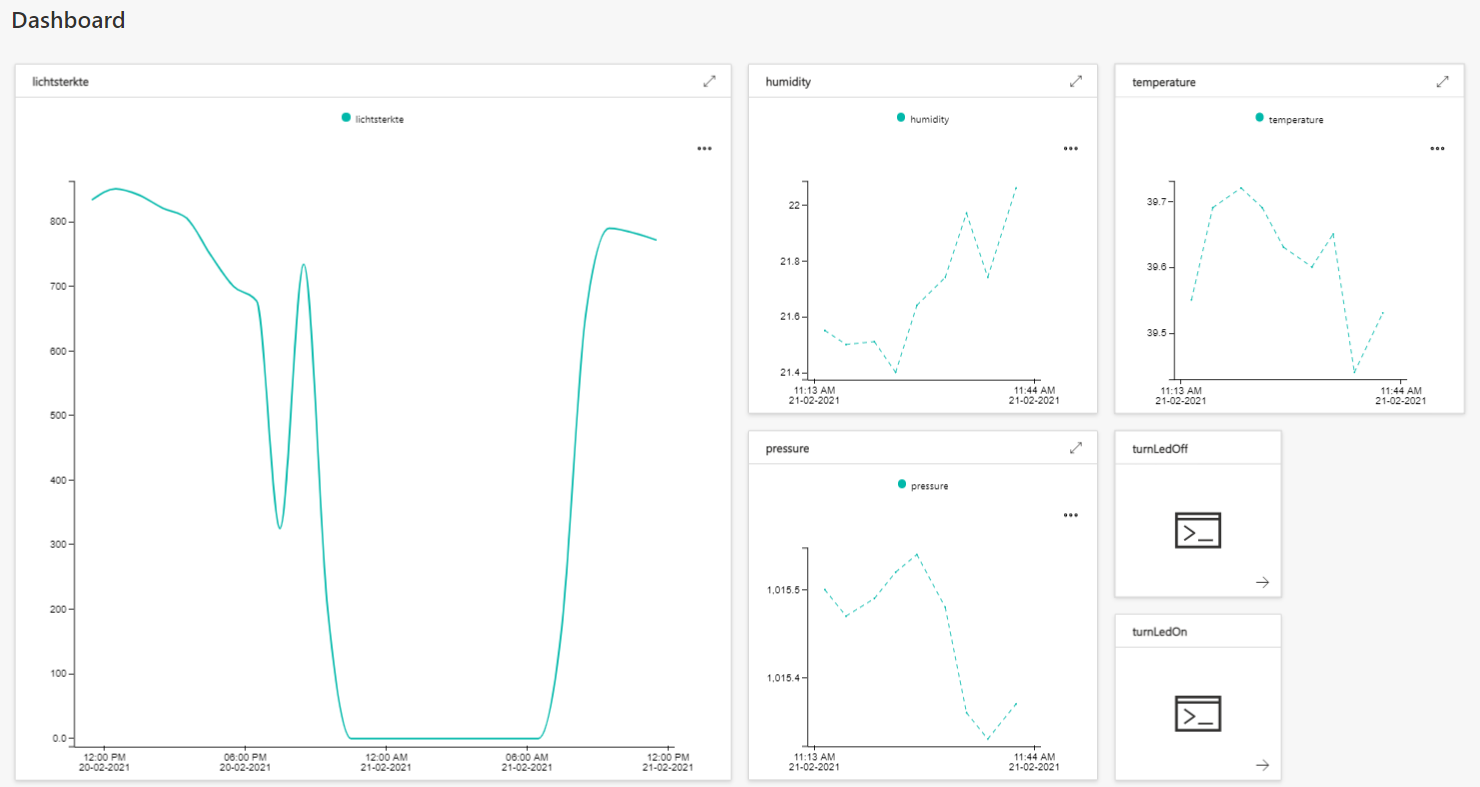 Dashboard
lichtsterkte
lichtsterkte
800
700
600
500
400
300
200
100
0.0
12:00 PM
20-02-2021
06:00 PM
20-02-2021
12:00 AM
21-02-2021
06:00 AM
21-02-2021
12:00 PM
21-02-2021
humidity
humidity
22
21.8
21.6
21.4
11:13 AM
21-02-2021
11:44 AM
21-02-2021
temperature
temperature
39.7
39.6
39.5
11:13 AM
21-02-2021
11:44 AM
21-02-2021
pressure
pressure
1,015.5
1,015.4
11:13 AM
21-02-2021
11:44 AM
21-02-2021
turnLedOff
turnLedOn